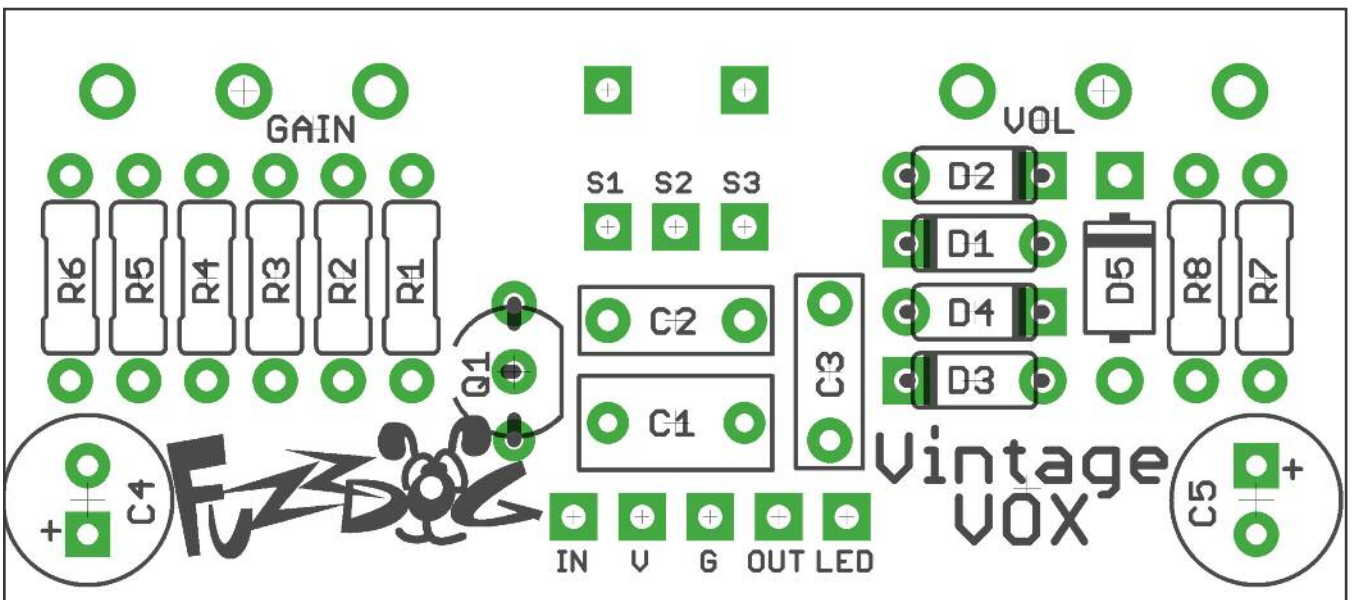 GAIN
VOL
S1 S2 S3
D2
D1
D4
D3
R6 R5 R4 R3 R2 R1
D5 R8 R7
Q1
C2
C1
C3
+ C4
FUZZDOG
Vintage
VOX
C5 +
IN V G OUT LED